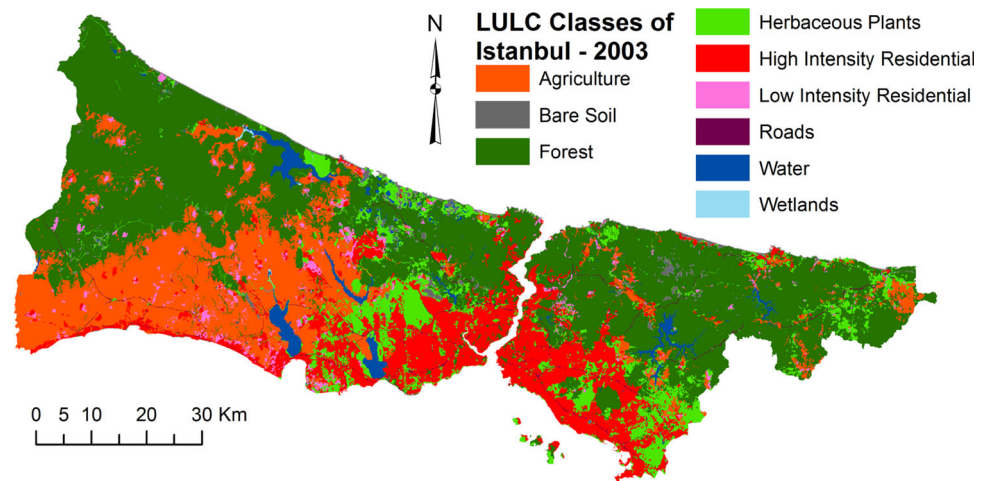 N
LULC Classes of
Istanbul - 2003
Agriculture
Bare Soil
Forest
Herbaceous Plants
High Intensity Residential
Low Intensity Residential
Roads
Water
Wetlands
0 5 10 20 30 Km